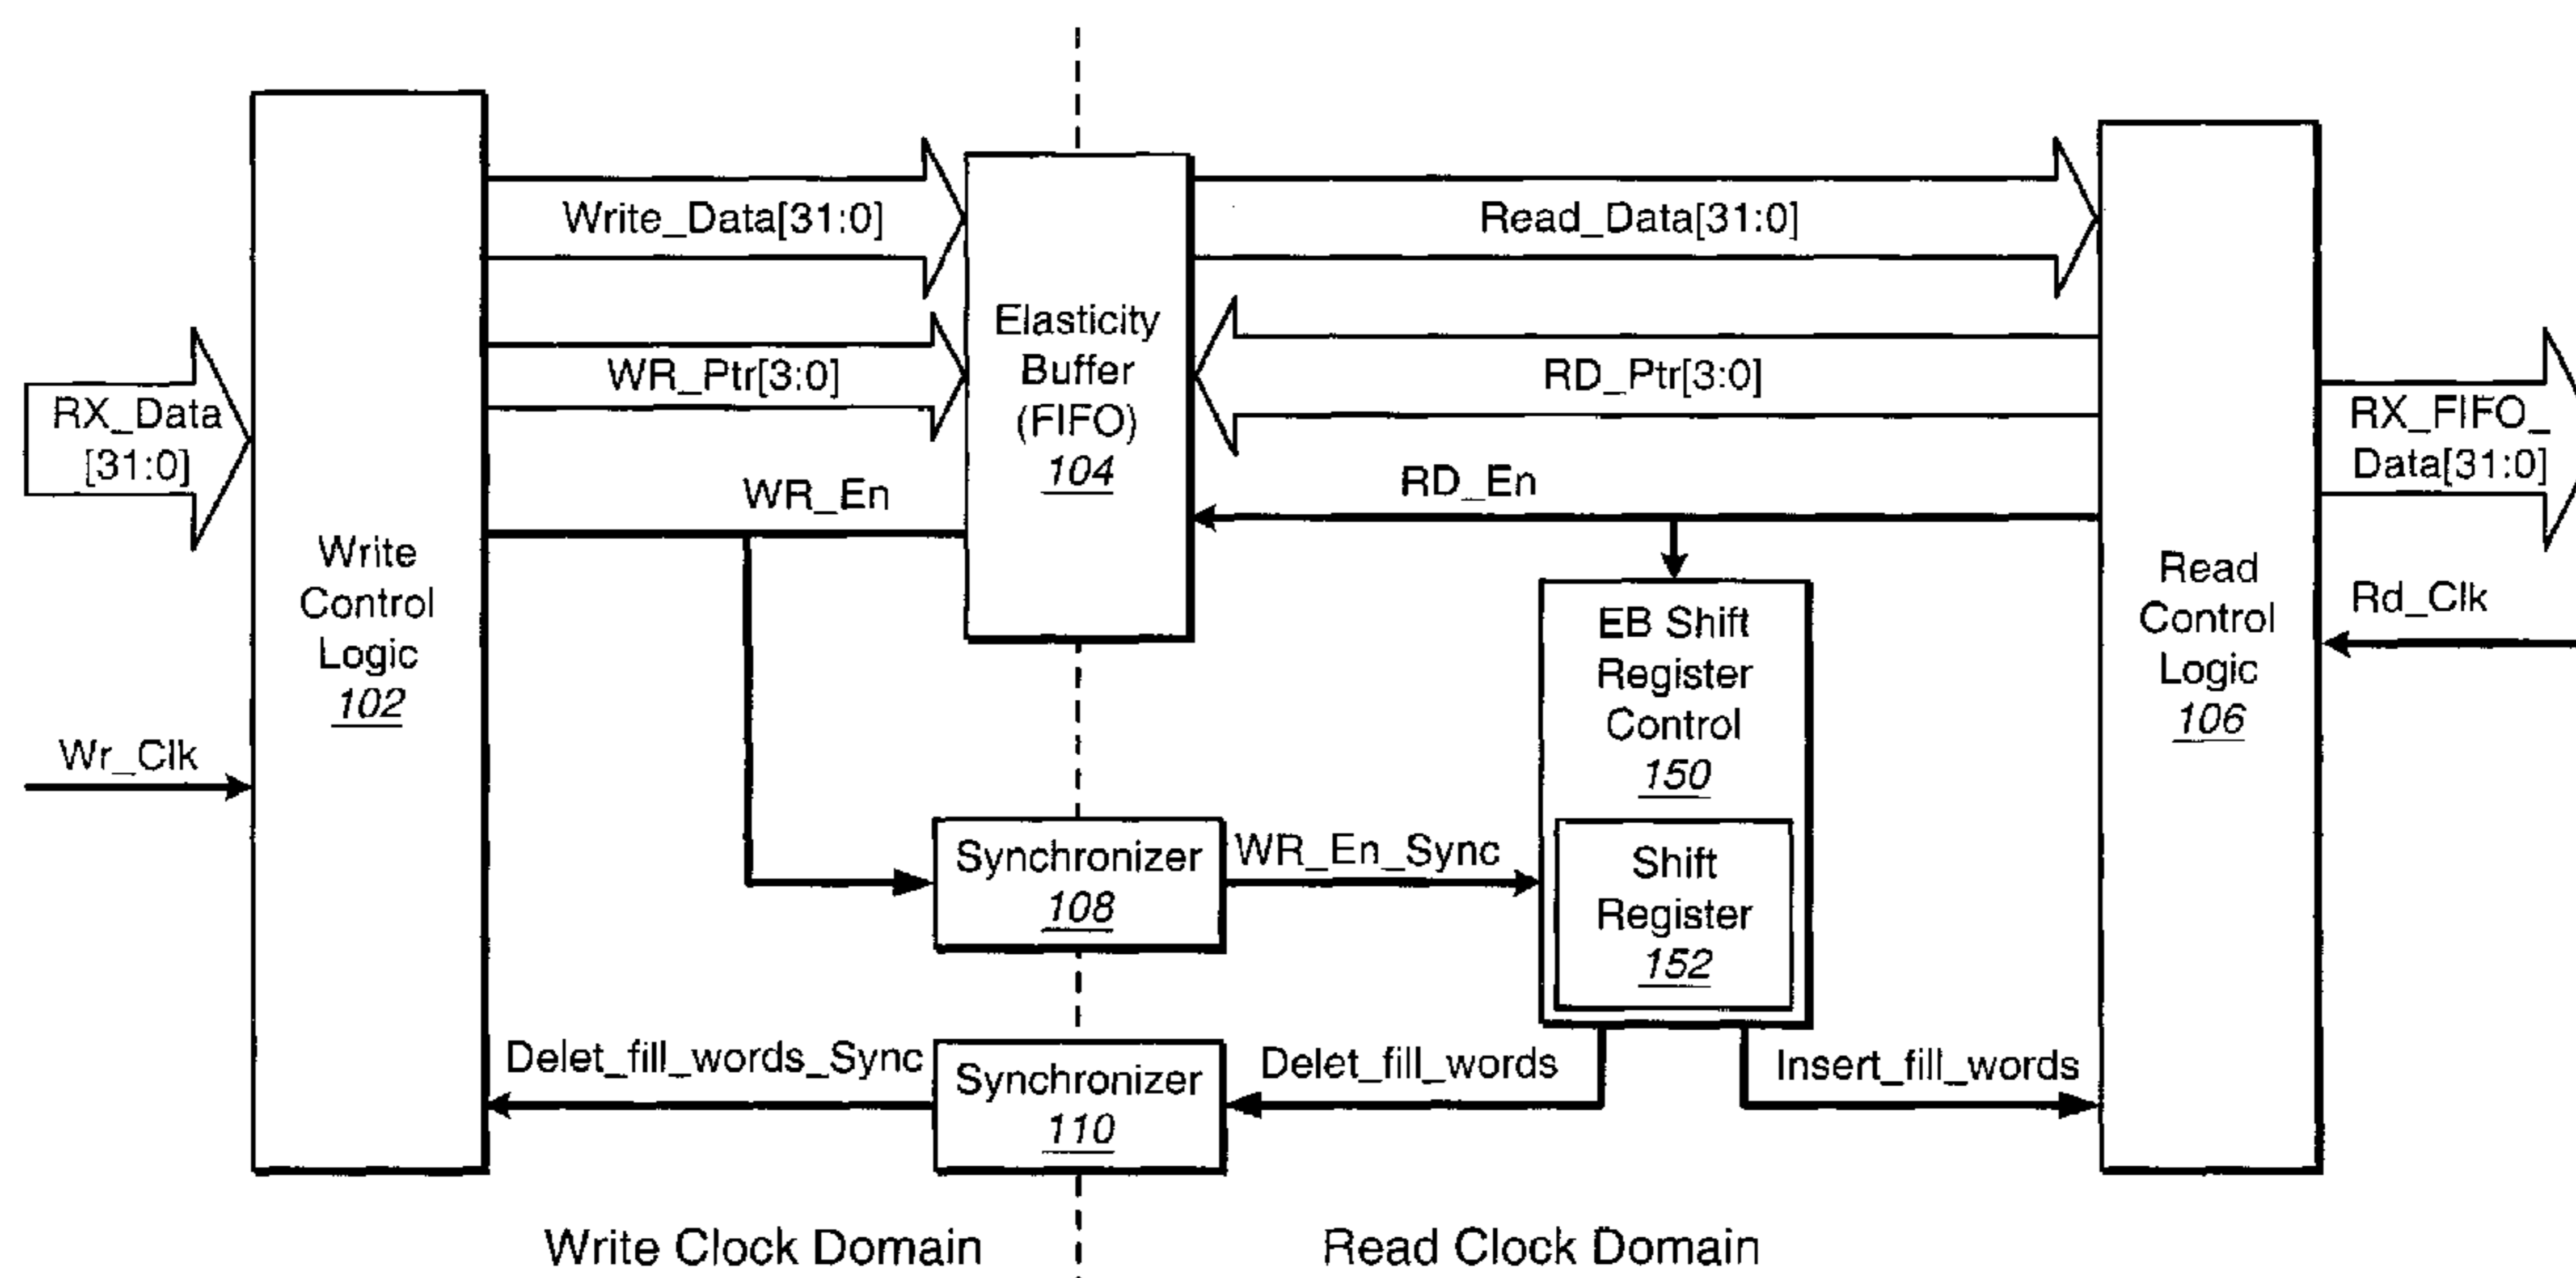 Write_Data[31:0]
Read_Data[31:0]
Elasticity
Buffer
(FIFO)
104
WR_Ptr[3:0]
RD_Ptr[3:0]
RX_Data
[31:0]
RX_FIFO_
Data[31:0]
WR_En
RD_En
Write
Control
Logic
102
Read
Control
Logic
106
Rd_Clk
EB Shift
Register
Control
150
Wr_Clk
Synchronizer
108
WR_En_Sync
Shift
Register
152
Delet_fill_words_Sync
Synchronizer
110
Delet_fill_words
Insert_fill_words
Write Clock Domain
Read Clock Domain